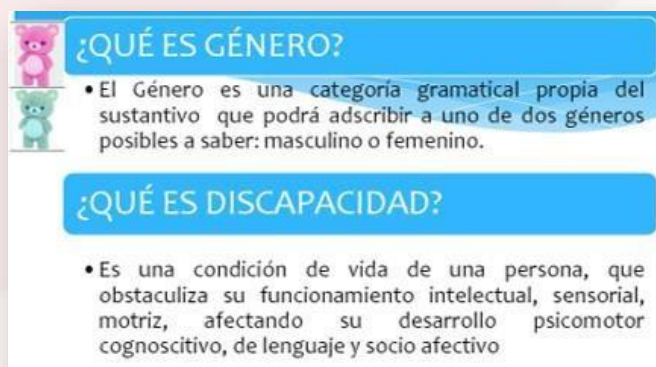 ¿QUÉ ES GÉNERO?
• El Género es una categoría gramatical propia del
sustantivo que podrá adscribir a uno de dos géneros
posibles a saber: masculino o femenino.
¿QUÉ ES DISCAPACIDAD?
• Es una condición de vida de una persona, que
obstaculiza su funcionamiento intelectual, sensorial,
motriz, afectando su desarrollo psicomotor
cognoscitivo, de lenguaje y socio afectivo